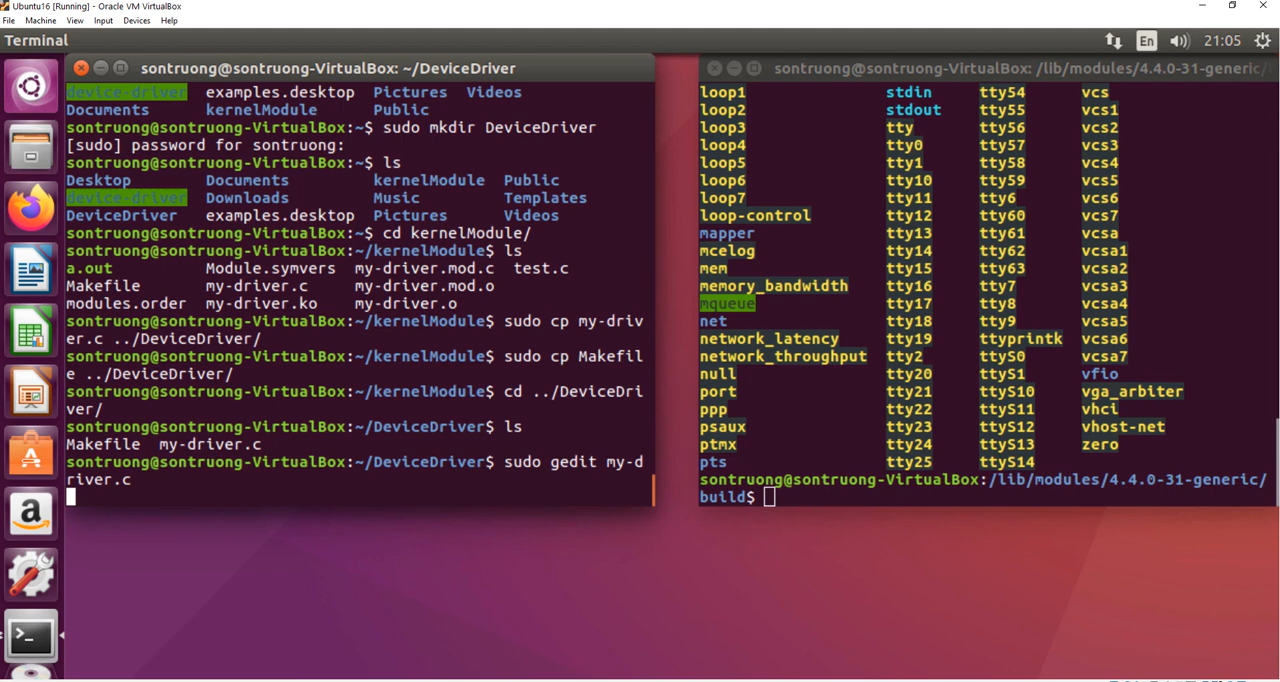 Ubuntu16 [Running] - Oracle VM VirtualBox
File Machine View Input Devices Help
Terminal
En
21:05
sontruong@sontruong-VirtualBox: ~/DeviceDriver
device-driver examples.desktop Pictures Videos
Documents kernelModule Public
sontruong@sontruong-VirtualBox:~$ sudo mkdir DeviceDriver
[sudo] password for sontruong:
sontruong@sontruong-VirtualBox:~$ ls
Desktop Documents kernelModule Public
device-driver Downloads Music Templates
DeviceDriver examples.desktop Pictures Videos
sontruong@sontruong-VirtualBox:~$ cd kernelModule/
sontruong@sontruong-VirtualBox:~/kernelModule$ ls
a.out Module.symvers my-driver.mod.c test.c
Makefile my-driver.c my-driver.mod.o
modules.order my-driver.ko my-driver.o
sontruong@sontruong-VirtualBox:~/kernelModule$ sudo cp my-driv
er.c ../DeviceDriver/
sontruong@sontruong-VirtualBox:~/kernelModule$ sudo cp Makefil
e ../DeviceDriver/
sontruong@sontruong-VirtualBox:~/kernelModule$ cd ../DeviceDri
ver/
sontruong@sontruong-VirtualBox:~/DeviceDriver$ ls
Makefile my-driver.c
sontruong@sontruong-VirtualBox:~/DeviceDriver$ sudo gedit my-d
river.c
sontruong@sontruong-VirtualBox: /lib/modules/4.4.0-31-generic/
loop1 stdin tty54 vcs
loop2 stdout tty55 vcs1
loop3 tty tty56 vcs2
loop4 tty0 tty57 vcs3
loop5 tty1 tty58 vcs4
loop6 tty10 tty59 vcs5
loop7 tty11 tty6 vcs6
loop-control tty12 tty60 vcs7
mapper tty13 tty61 vcsa
mcelog tty14 tty62 vcsa1
mem tty15 tty63 vcsa2
memory_bandwidth tty16 tty7 vcsa3
mqueue tty17 tty8 vcsa4
net tty18 tty9 vcsa5
network_latency tty19 ttyprintk vcsa6
network_throughput tty2 ttyS0 vcsa7
null tty20 ttyS1 vfio
port tty21 ttyS10 vga_arbiter
ppp tty22 ttyS11 vhci
psaux tty23 ttyS12 vhost-net
ptmx tty24 ttyS13 zero
pts tty25 ttyS14
sontruong@sontruong-VirtualBox:/lib/modules/4.4.0-31-generic/
build$